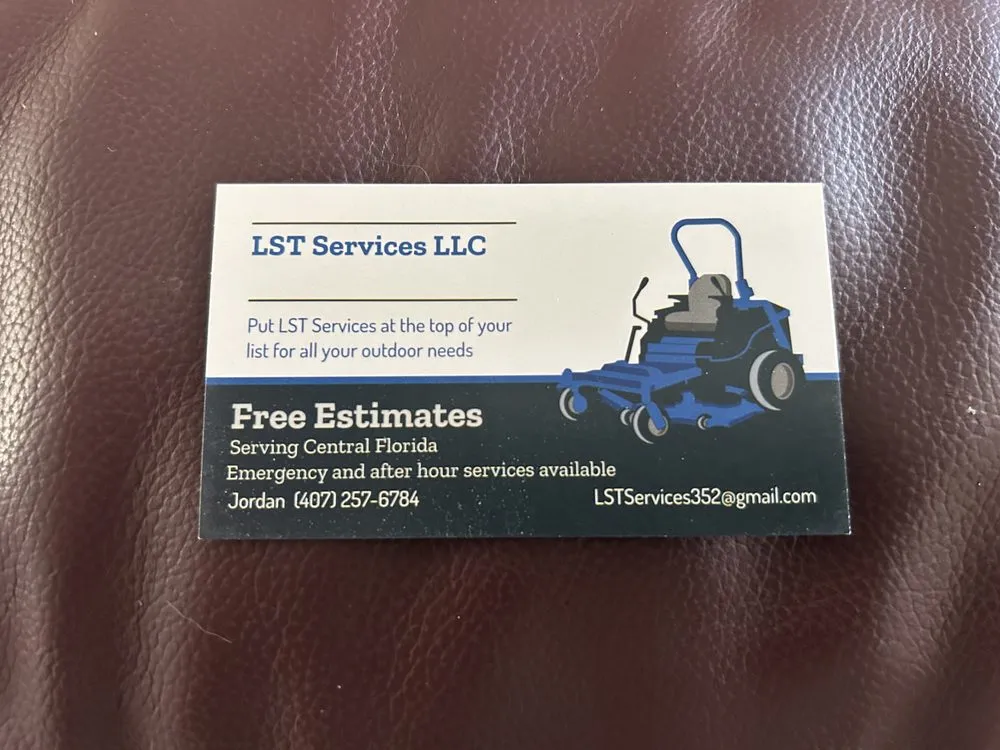 LST Services LLC
Put LST Services at the top of your
list for all your outdoor needs
Free Estimates
Serving Central Florida
Emergency and after hour services available
Jordan (407) 257-6784
LSTServices352@gmail.com